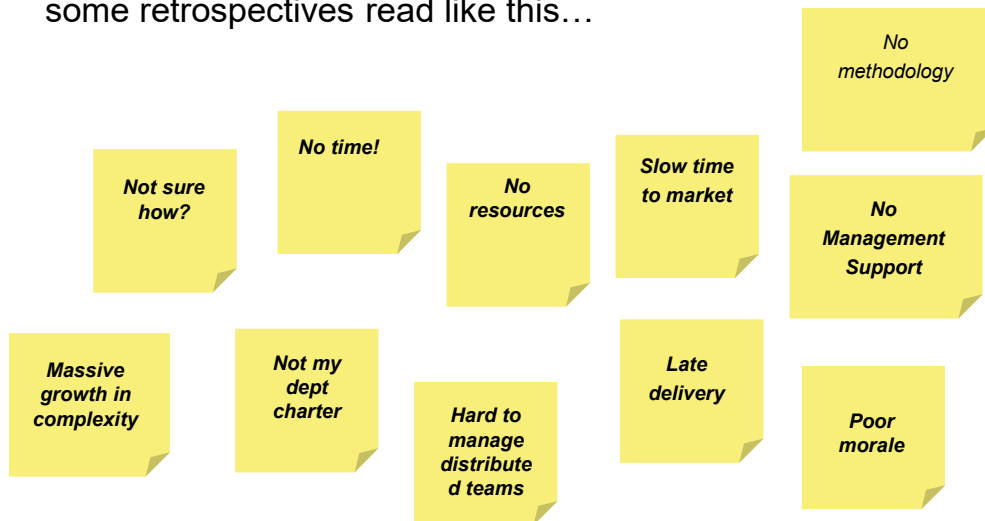 some retrospectives read like this…
No
methodology
No time!
Not sure
how?
No
resources
Slow time
to market
No
Management
Support
Massive
growth in
complexity
Not my
dept
charter
Hard to
manage
distribute
d teams
Late
delivery
Poor
morale